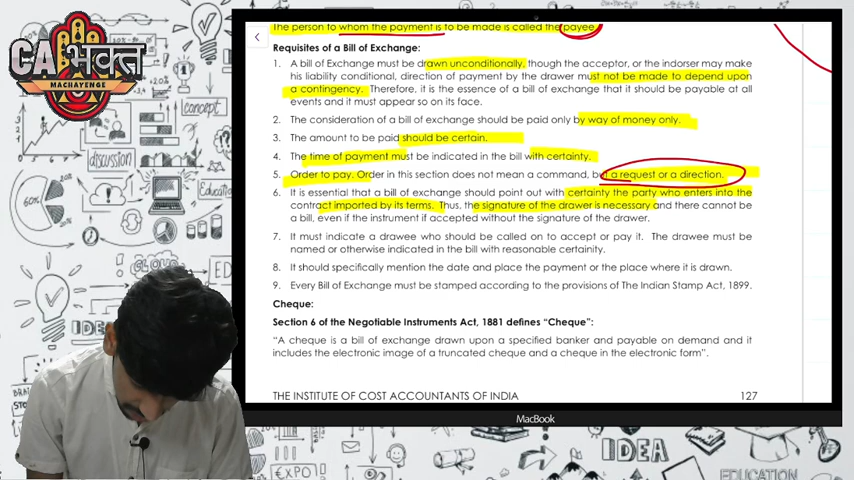 CA भक्त
MACHAYENGE
concept
discussion
60%
20%
IDEA
The person to whom the payment is to be made is called the payee.
Requisites of a Bill of Exchange:
1. A bill of Exchange must be drawn unconditionally, though the acceptor, or the indorser may make
his liability conditional, direction of payment by the drawer must not be made to depend upon
a contingency. Therefore, it is the essence of a bill of exchange that it should be payable at all
events and it must appear so on its face.
2. The consideration of a bill of exchange should be paid only by way of money only.
3. The amount to be paid should be certain.
4. The time of payment must be indicated in the bill with certainty.
5. Order to pay. Order in this section does not mean a command, but a request or a direction.
6. It is essential that a bill of exchange should point out with certainty the party who enters into the
contract imported by its terms. Thus, the signature of the drawer is necessary and there cannot be
a bill, even if the instrument if accepted without the signature of the drawer.
7. It must indicate a drawee who should be called on to accept or pay it. The drawee must be
named or otherwise indicated in the bill with reasonable certainty.
8. It should specifically mention the date and place the payment or the place where it is drawn.
9. Every Bill of Exchange must be stamped according to the provisions of The Indian Stamp Act, 1899.
Cheque:
Section 6 of the Negotiable Instruments Act, 1881 defines “Cheque”:
“A cheque is a bill of exchange drawn upon a specified banker and payable on demand and it
includes the electronic image of a truncated cheque and a cheque in the electronic form”.
THE INSTITUTE OF COST ACCOUNTANTS OF INDIA 127
MacBook
EXPO
IDEA
EDUCATION